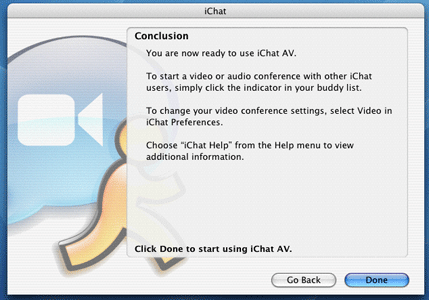 iChat
Conclusion
You are now ready to use iChat AV.
To start a video or audio conference with other iChat
users, simply click the indicator in your buddy list.
To change your video conference settings, select Video in
iChat Preferences.
Choose “iChat Help” from the Help menu to view
additional information.
Click Done to start using iChat AV.
Go Back
Done